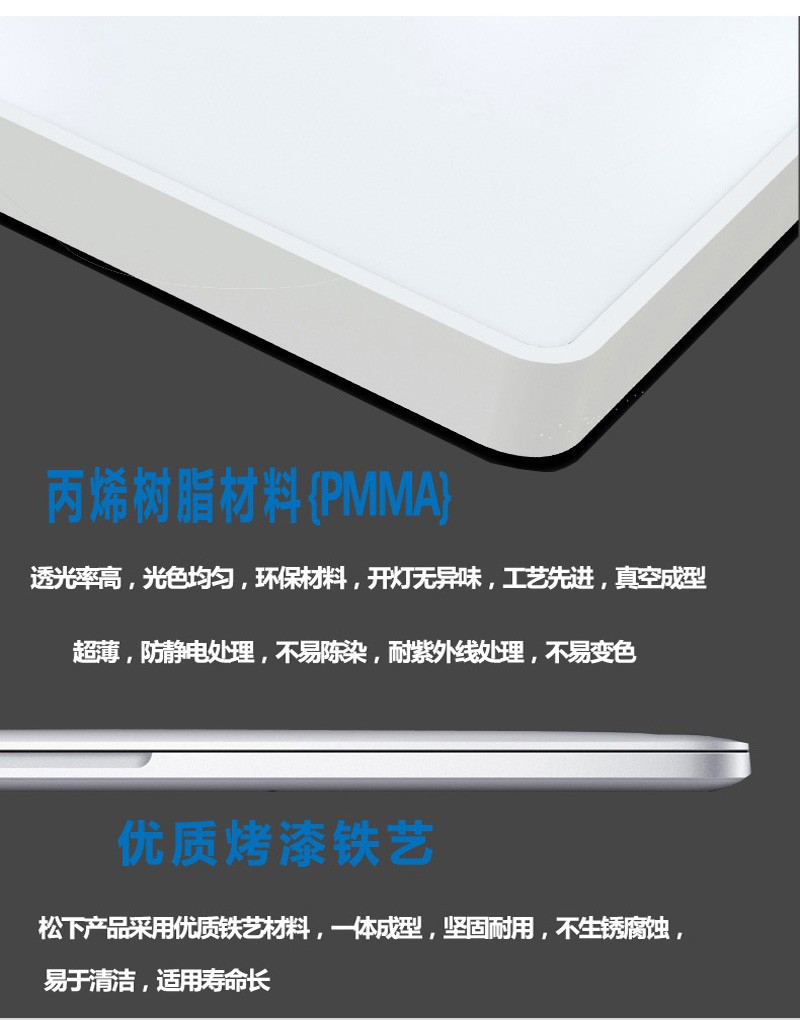 丙烯树脂材料{PMMA}
透光率高，光色均匀，环保材料，开灯无异味，工艺先进，真空成型
超薄，防静电处理，不易陈染，耐紫外线处理，不易变色
优质烤漆铁艺
松下产品采用优质铁艺材料，一体成型，坚固耐用，不生锈腐蚀，
易于清洁，适用寿命长